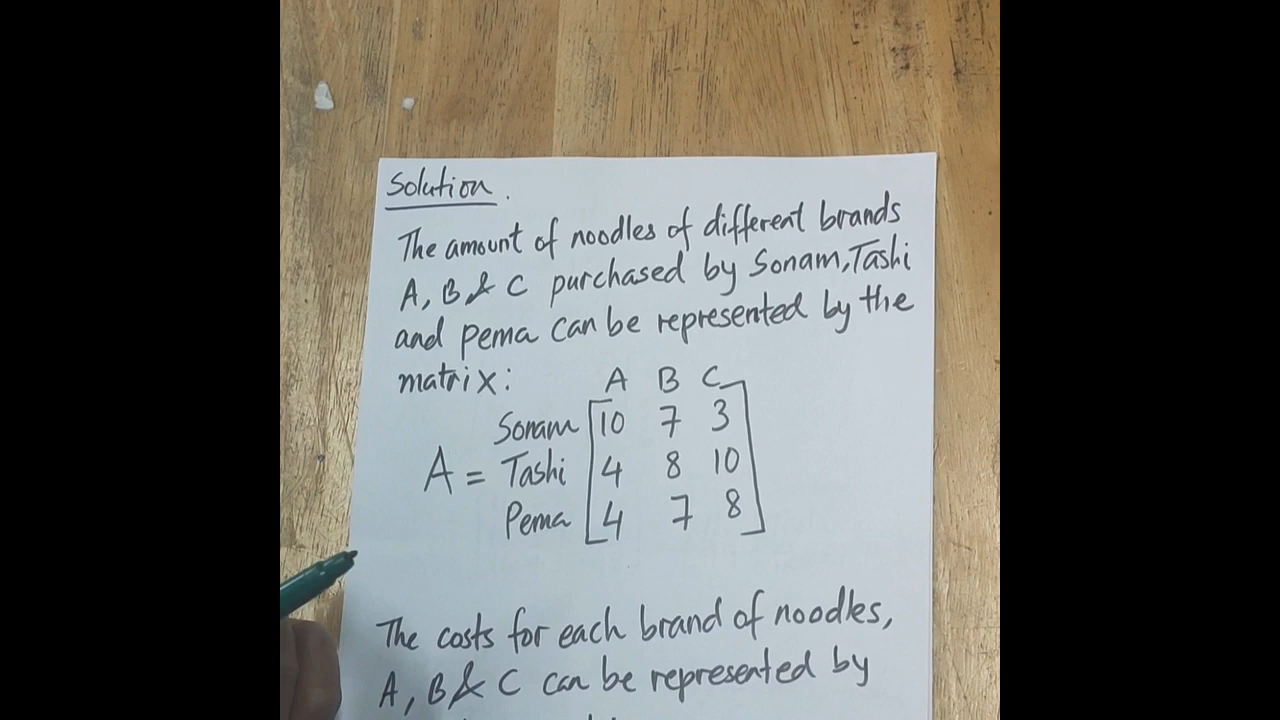 Solution.
The amount of noodles of different brands
A, B & C purchased by Sonam, Tashi
and Pema can be represented by the
matrix: A B C
Sonam 10 7 3
A = Tashi 4 8 10
Pema 4 7 8
The costs for each brand of noodles,
A, B & C can be represented by